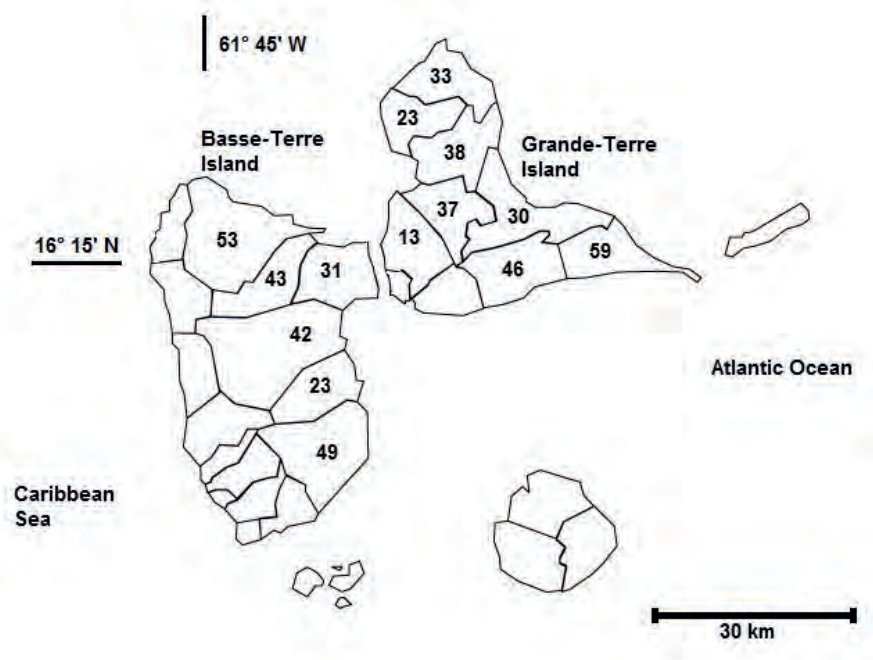 61° 45' W
33
23
Basse-Terre
Island
Grande-Terre
Island
38
37
30
13
53
16° 15' N
59
46
43
31
42
Atlantic Ocean
23
49
Caribbean
Sea
30 km